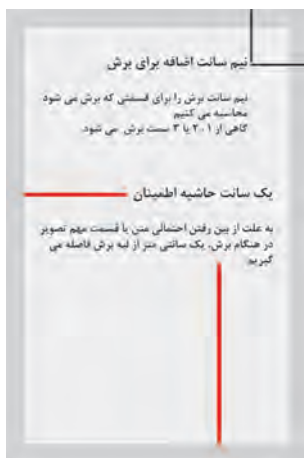 نیم سانت اضافه برای برش
نیم سانت برش را برای قسمتی که برش می شود
محاسبه می کنیم
گاهی از ۲،۱ یا ۳ سمت برش می شود.
یک سانت حاشیه اطمینان
به علت از بین رفتن احتمالی متن یا قسمت مهم تصویر
در هنگام برش، یک سانتی متر از لبه برش فاصله می
گیریم